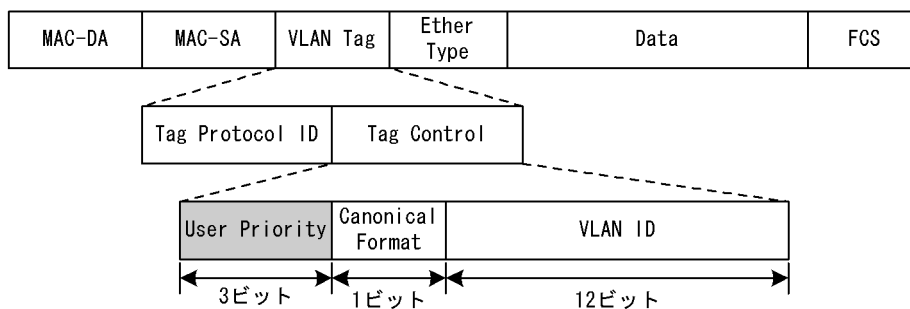 MAC-DA
MAC-SA
VLAN Tag
Ether
Type
Data
FCS
Tag Protocol ID
Tag Control
User Priority
Canonical
Format
VLAN ID
3ビット
1ビット
12ビット